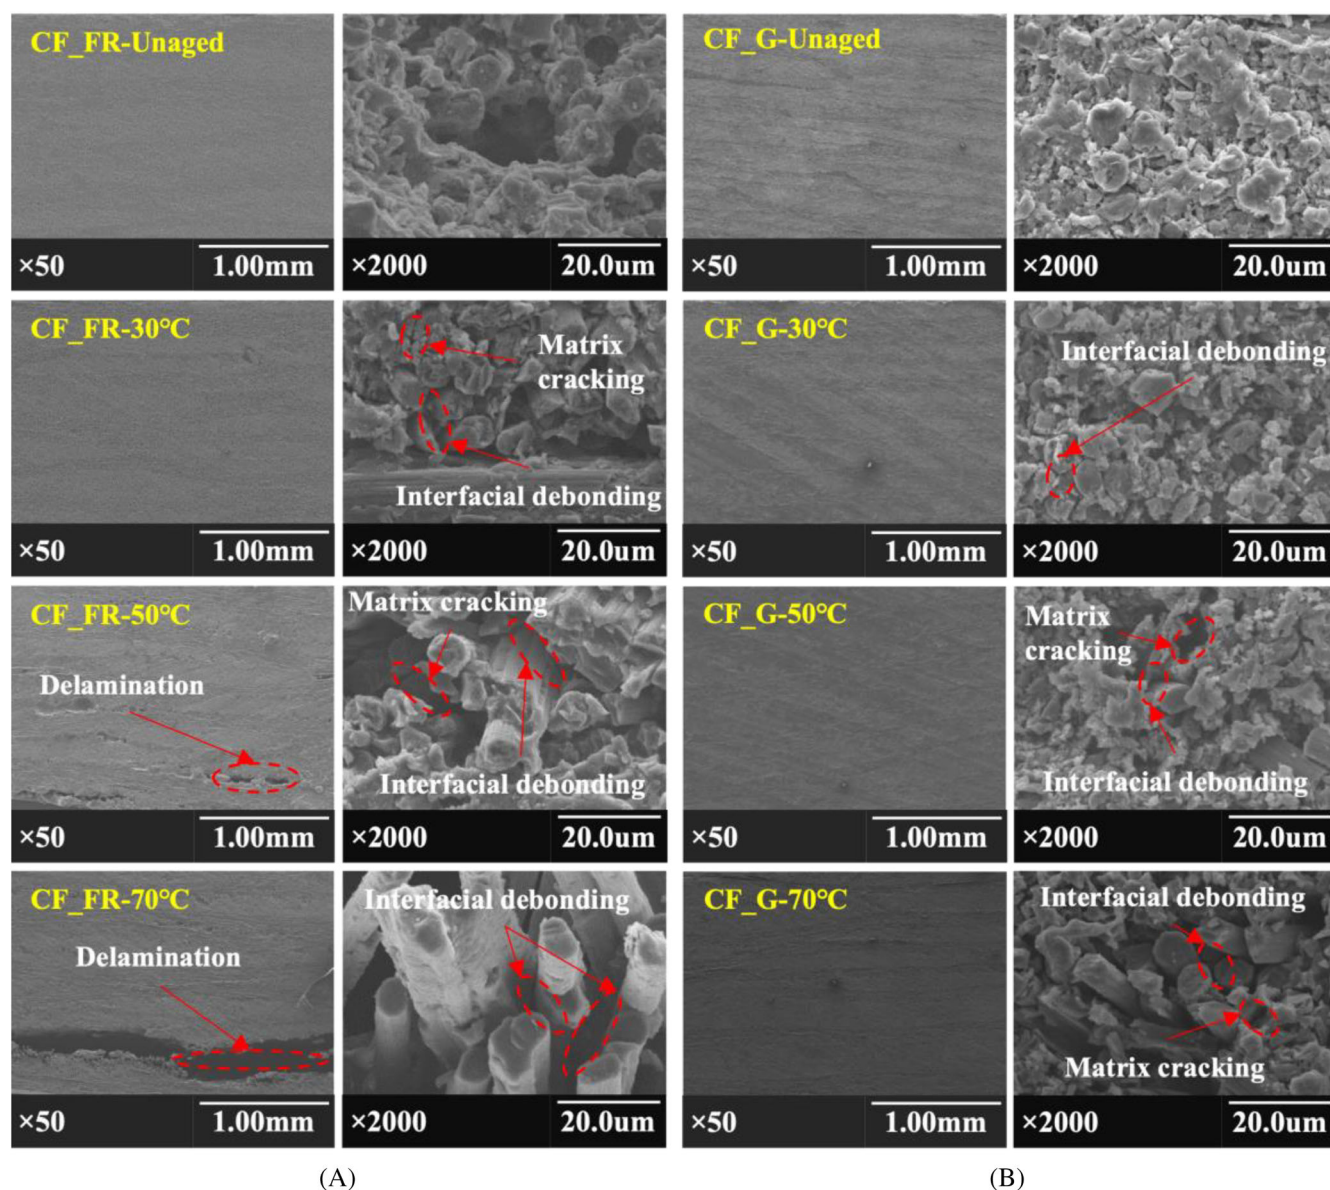 CF_FR-Unaged
×50
1.00mm
×2000
20.0um
CF_G-Unaged
×50
1.00mm
×2000
20.0um
CF_FR-30℃
×50
1.00mm
Matrix
cracking
Interfacial debonding
×2000
20.0um
CF_G-30℃
×50
1.00mm
Interfacial debonding
×2000
20.0um
CF_FR-50℃
Delamination
×50
1.00mm
Matrix cracking
Interfacial debonding
×2000
20.0um
CF_G-50℃
×50
1.00mm
Matrix
cracking
Interfacial debonding
×2000
20.0um
CF_FR-70℃
Delamination
×50
1.00mm
Interfacial debonding
×2000
20.0um
CF_G-70℃
×50
1.00mm
Interfacial debonding
Matrix cracking
×2000
20.0um
(A)
(B)